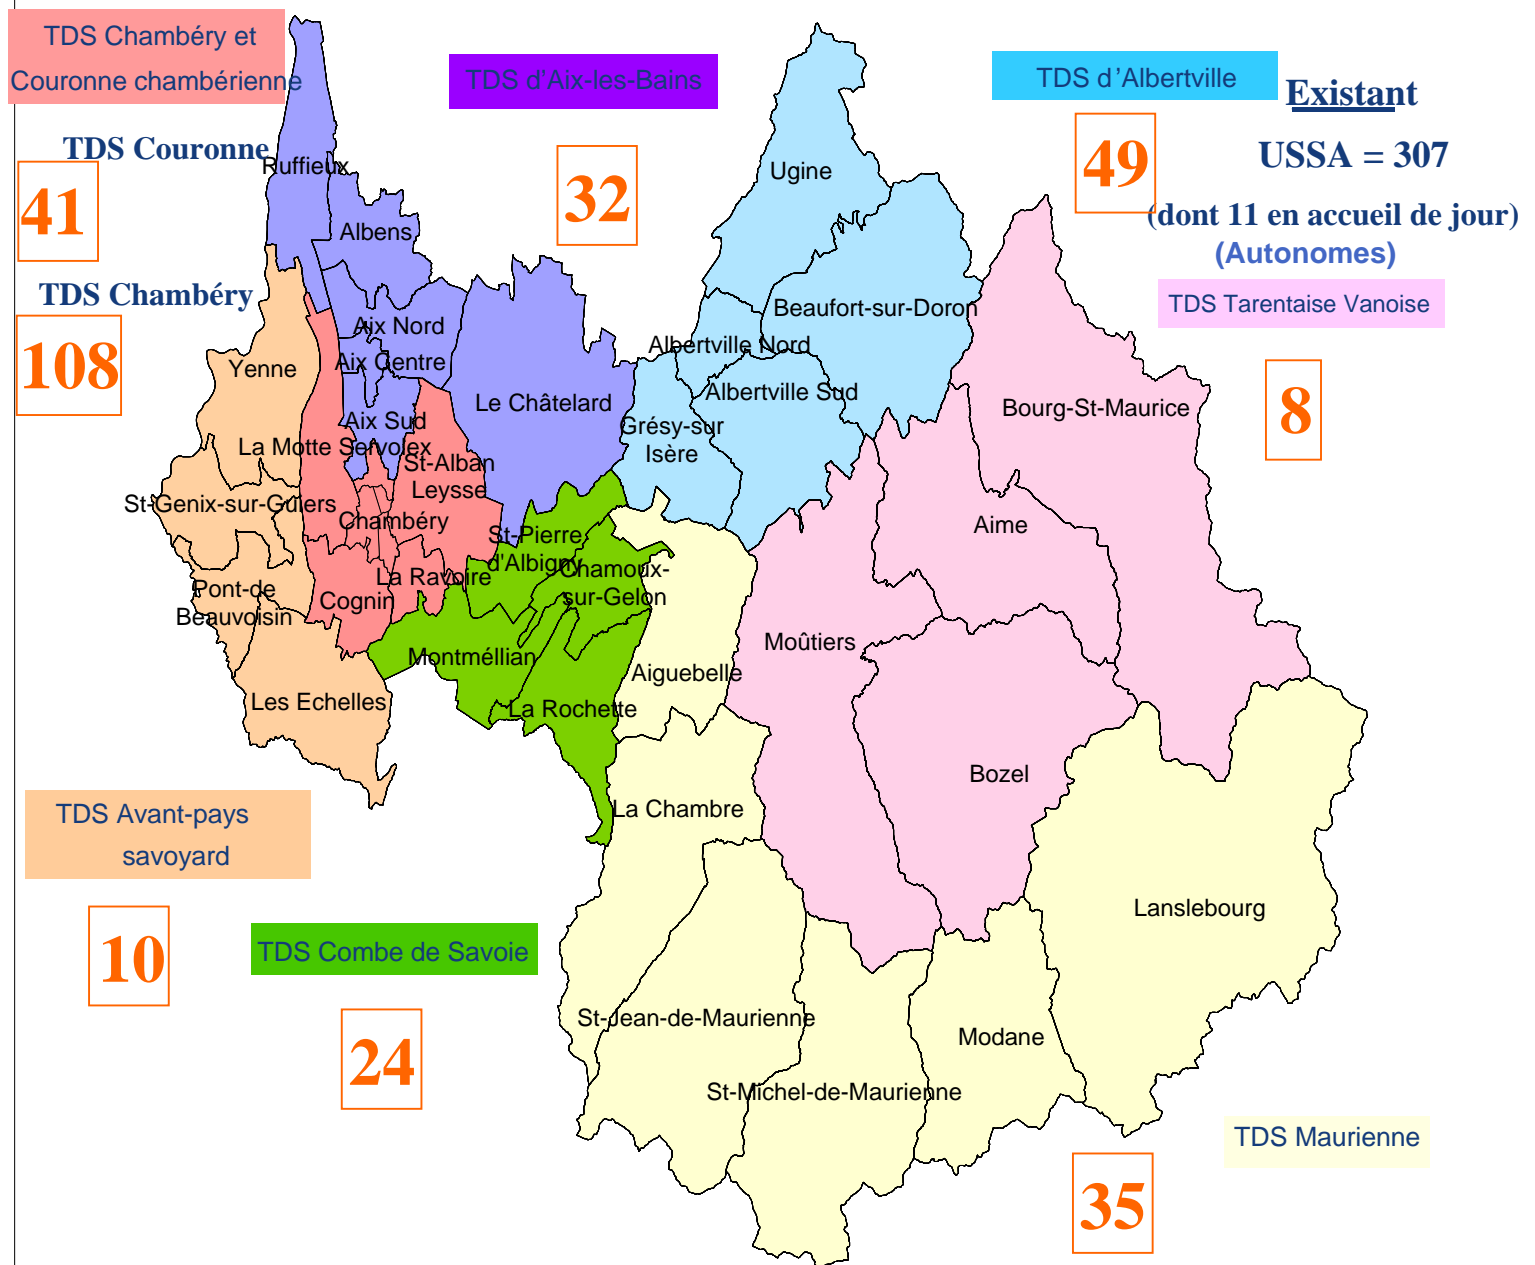 TDS Chambéry et
Couronne chambérienne
TDS d'Aix-les-Bains
TDS d'Albertville
Existant
USSA = 307
(dont 11 en accueil de jour)
(Autonomes)
TDS Couronne
41
32
49
TDS Chambéry
108
TDS Tarentaise Vanoise
8
Ruffieux
Albens
Aix Nord
Aix Centre
Aix Sud
Le Châtelard
Ugine
Beaufort-sur-Doron
Albertville Nord
Albertville Sud
Grésy-sur
Isère
Bourg-St-Maurice
Aime
Moûtiers
Bozel
Yenne
La Motte Servolex
St-Alban
Leysse
St-Genix-sur-Guiers
Chambéry
La Ravoire
Cognin
Pont-de
Beauvoisin
Les Echelles
St-Pierre
d'Albigny
Chamoux-
sur-Gelon
Montméllian
La Rochette
Aiguebelle
La Chambre
St-Jean-de-Maurienne
St-Michel-de-Maurienne
Modane
Lanslebourg
TDS Avant-pays
savoyard
10
TDS Combe de Savoie
24
TDS Maurienne
35